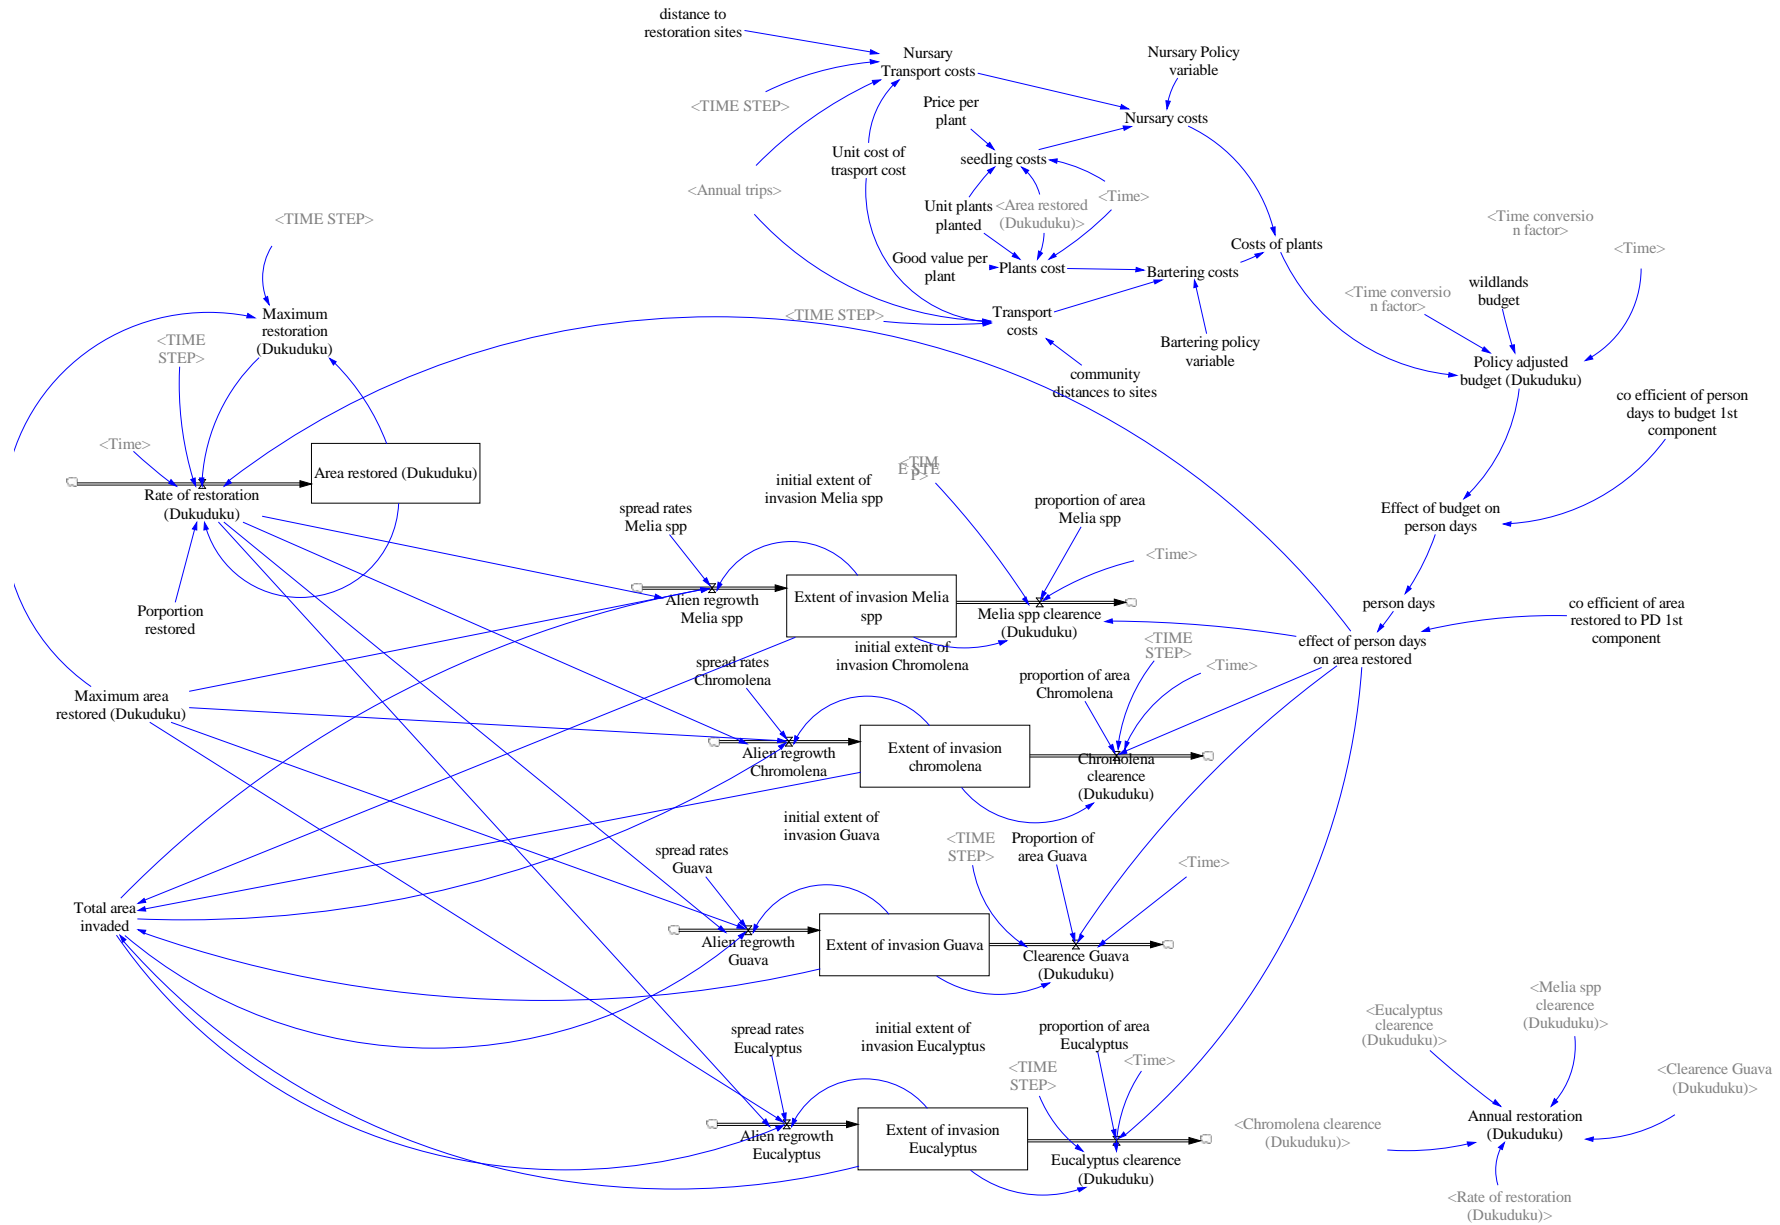 distance to
restoration sites
Nursary
Transport costs
Nursary Policy
variable
<TIME STEP>
Price per
plant
Nursary costs
Unit cost of
trasport cost
seedling costs
<Annual trips>
<Time>
Unit plants
planted
<Area restored
(Dukuduku)>
<TIME STEP>
<Time conversio
n factor>
<Time>
Costs of plants
Good value per
plant
Plants cost
Bartering costs
<Time conversio
n factor>
wildlands
budget
Maximum
restoration
(Dukuduku)
<TIME STEP>
Transport
costs
<TIME
STEP>
Bartering policy
variable
Policy adjusted
budget (Dukuduku)
community
distances to sites
co efficient of person
days to budget 1st
component
<Time>
Area restored (Dukuduku)
Rate of restoration
(Dukuduku)
initial extent of
invasion Melia spp
<TIM
E STE
P>
proportion of area
Melia spp
spread rates
Melia spp
Effect of budget on
person days
<Time>
Porportion
restored
Alien regrowth
Melia spp
Extent of invasion Melia
spp
Melia spp clearence
(Dukuduku)
person days
co efficient of area
restored to PD 1st
component
effect of person days
on area restored
initial extent of
invasion Chromolena
<TIME
STEP>
<Time>
spread rates
Chromolena
proportion of area
Chromolena
Maximum area
restored (Dukuduku)
Alien regrowth
Chromolena
Extent of invasion
chromolena
Chromolena
clearence
(Dukuduku)
initial extent of
invasion Guava
<TIME
STEP>
Proportion of
area Guava
<Time>
spread rates
Guava
Total area
invaded
Alien regrowth
Guava
Extent of invasion Guava
Clearence Guava
(Dukuduku)
<Melia spp
clearence
(Dukuduku)>
<Eucalyptus
clearence
(Dukuduku)>
spread rates
Eucalyptus
initial extent of
invasion Eucalyptus
proportion of area
Eucalyptus
<Time>
<TIME
STEP>
<Clearence Guava
(Dukuduku)>
Alien regrowth
Eucalyptus
Extent of invasion
Eucalyptus
Eucalyptus clearence
(Dukuduku)
<Chromolena clearence
(Dukuduku)>
Annual restoration
(Dukuduku)
<Rate of restoration
(Dukuduku)>